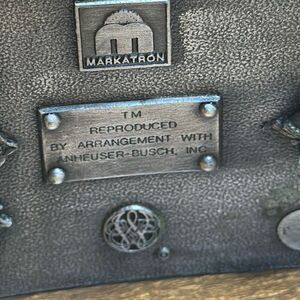 MARKATRON
TM
REPRODUCED
BY ARRANGEMENT WITH
ANHEUSER-BUSCH, INC.